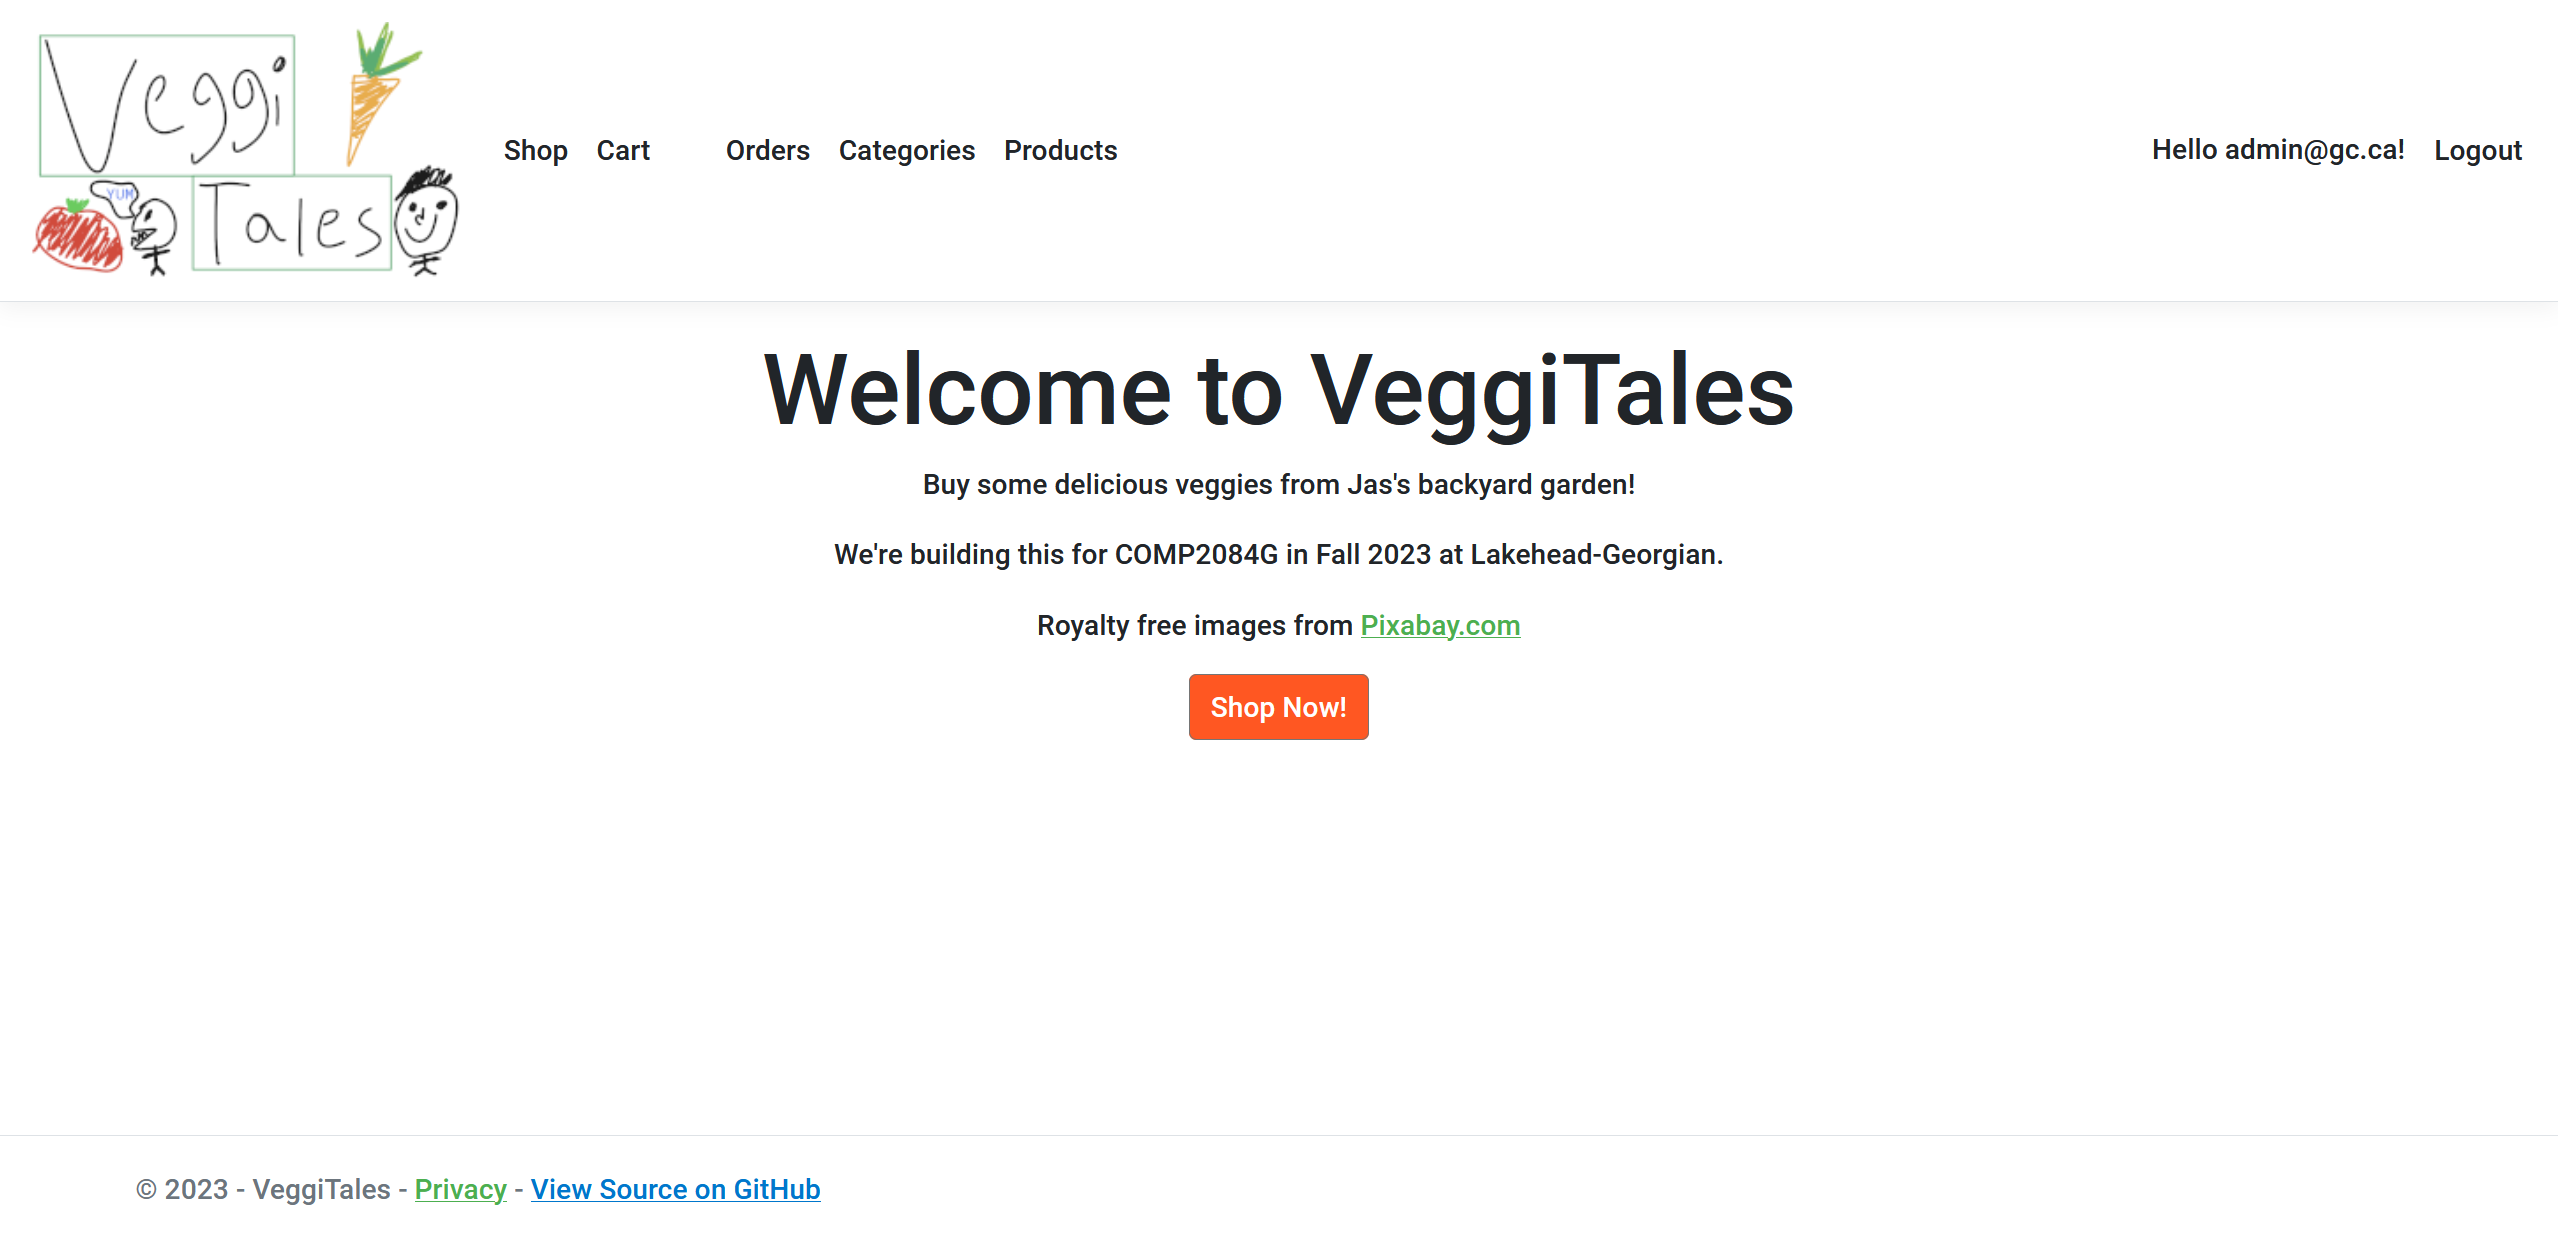 Veggi
YUM
Tales
Shop Cart Orders Categories Products Hello admin@gc.ca! Logout
Welcome to VeggiTales
Buy some delicious veggies from Jas's backyard garden!
We're building this for COMP2084G in Fall 2023 at Lakehead-Georgian.
Royalty free images from Pixabay.com
Shop Now!
© 2023 - VeggiTales - Privacy - View Source on GitHub